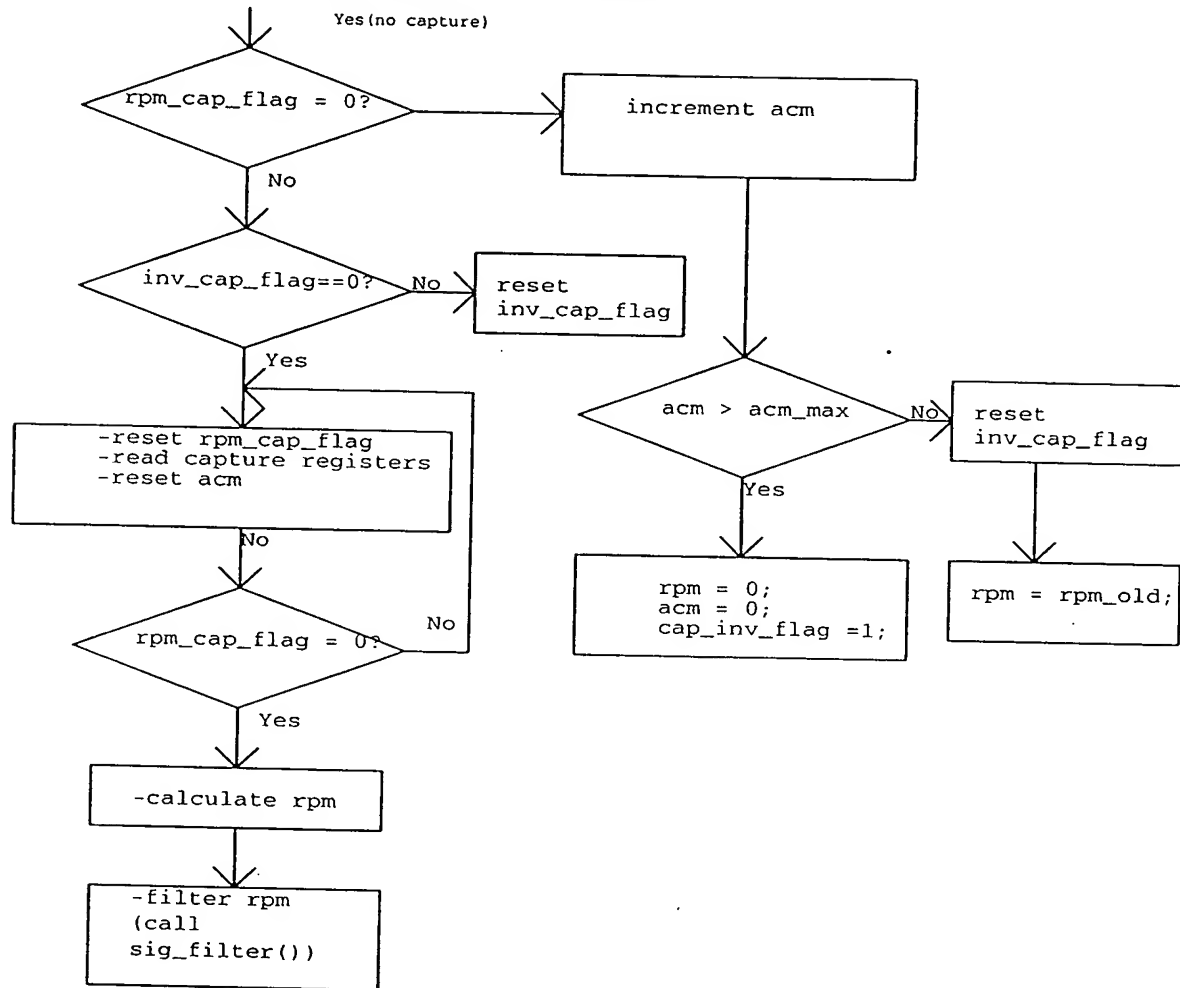 Yes(no capture)
rpm_cap_flag = 0?
increment acm
No
inv_cap_flag==0?
No
reset
inv_cap_flag
Yes
acm > acm_max
No
reset
inv_cap_flag
-reset rpm_cap_flag
-read capture registers
-reset acm
Yes
No
rpm = 0;
acm = 0;
cap_inv_flag =1;
rpm = rpm_old;
rpm_cap_flag = 0?
No
Yes
-calculate rpm
-filter rpm
(call
sig_filter())